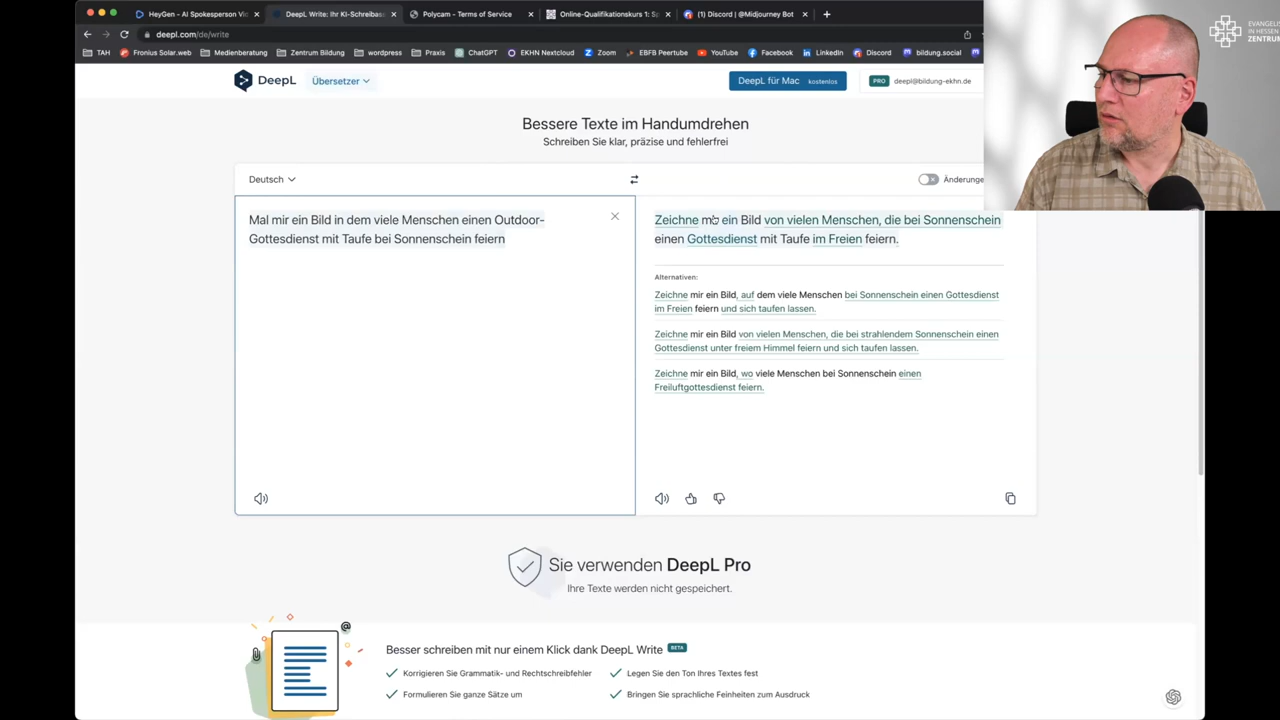 HeyGen - AI Spokesperson Vi
DeepL Write: Ihr KI-Schreibass
Polycam - Terms of Service
Online-Qualifikationskurs 1: S
(1) Discord | @Midjourney Bot
deepl.com/de/write
TAH
Fronius Solar.web
Medienberatung
Zentrum Bildung
wordpress
Praxis
ChatGPT
EKHN Nextcloud
Zoom
EBFB Peertube
YouTube
Facebook
LinkedIn
Discord
bildung.social
EVANGELIS
IN HESSEN
ZENTRUM
DeepL
Übersetzer
DeepL für Mac kostenlos
PRO deepl@bildung-ekhn.de
Bessere Texte im Handumdrehen
Schreiben Sie klar, präzise und fehlerfrei
Deutsch
Änderunge
Mal mir ein Bild in dem viele Menschen einen Outdoor-
Gottesdienst mit Taufe bei Sonnenschein feiern
Zeichne mir ein Bild von vielen Menschen, die bei Sonnenschein
einen Gottesdienst mit Taufe im Freien feiern.
Alternativen:
Zeichne mir ein Bild, auf dem viele Menschen bei Sonnenschein einen Gottesdienst
im Freien feiern und sich taufen lassen.
Zeichne mir ein Bild von vielen Menschen, die bei strahlendem Sonnenschein einen
Gottesdienst unter freiem Himmel feiern und sich taufen lassen.
Zeichne mir ein Bild, wo viele Menschen bei Sonnenschein einen
Freiluftgottesdienst feiern.
Sie verwenden DeepL Pro
Ihre Texte werden nicht gespeichert.
Besser schreiben mit nur einem Klick dank DeepL Write BETA
Korrigieren Sie Grammatik- und Rechtschreibfehler
Legen Sie den Ton Ihres Textes fest
Formulieren Sie ganze Sätze um
Bringen Sie sprachliche Feinheiten zum Ausdruck